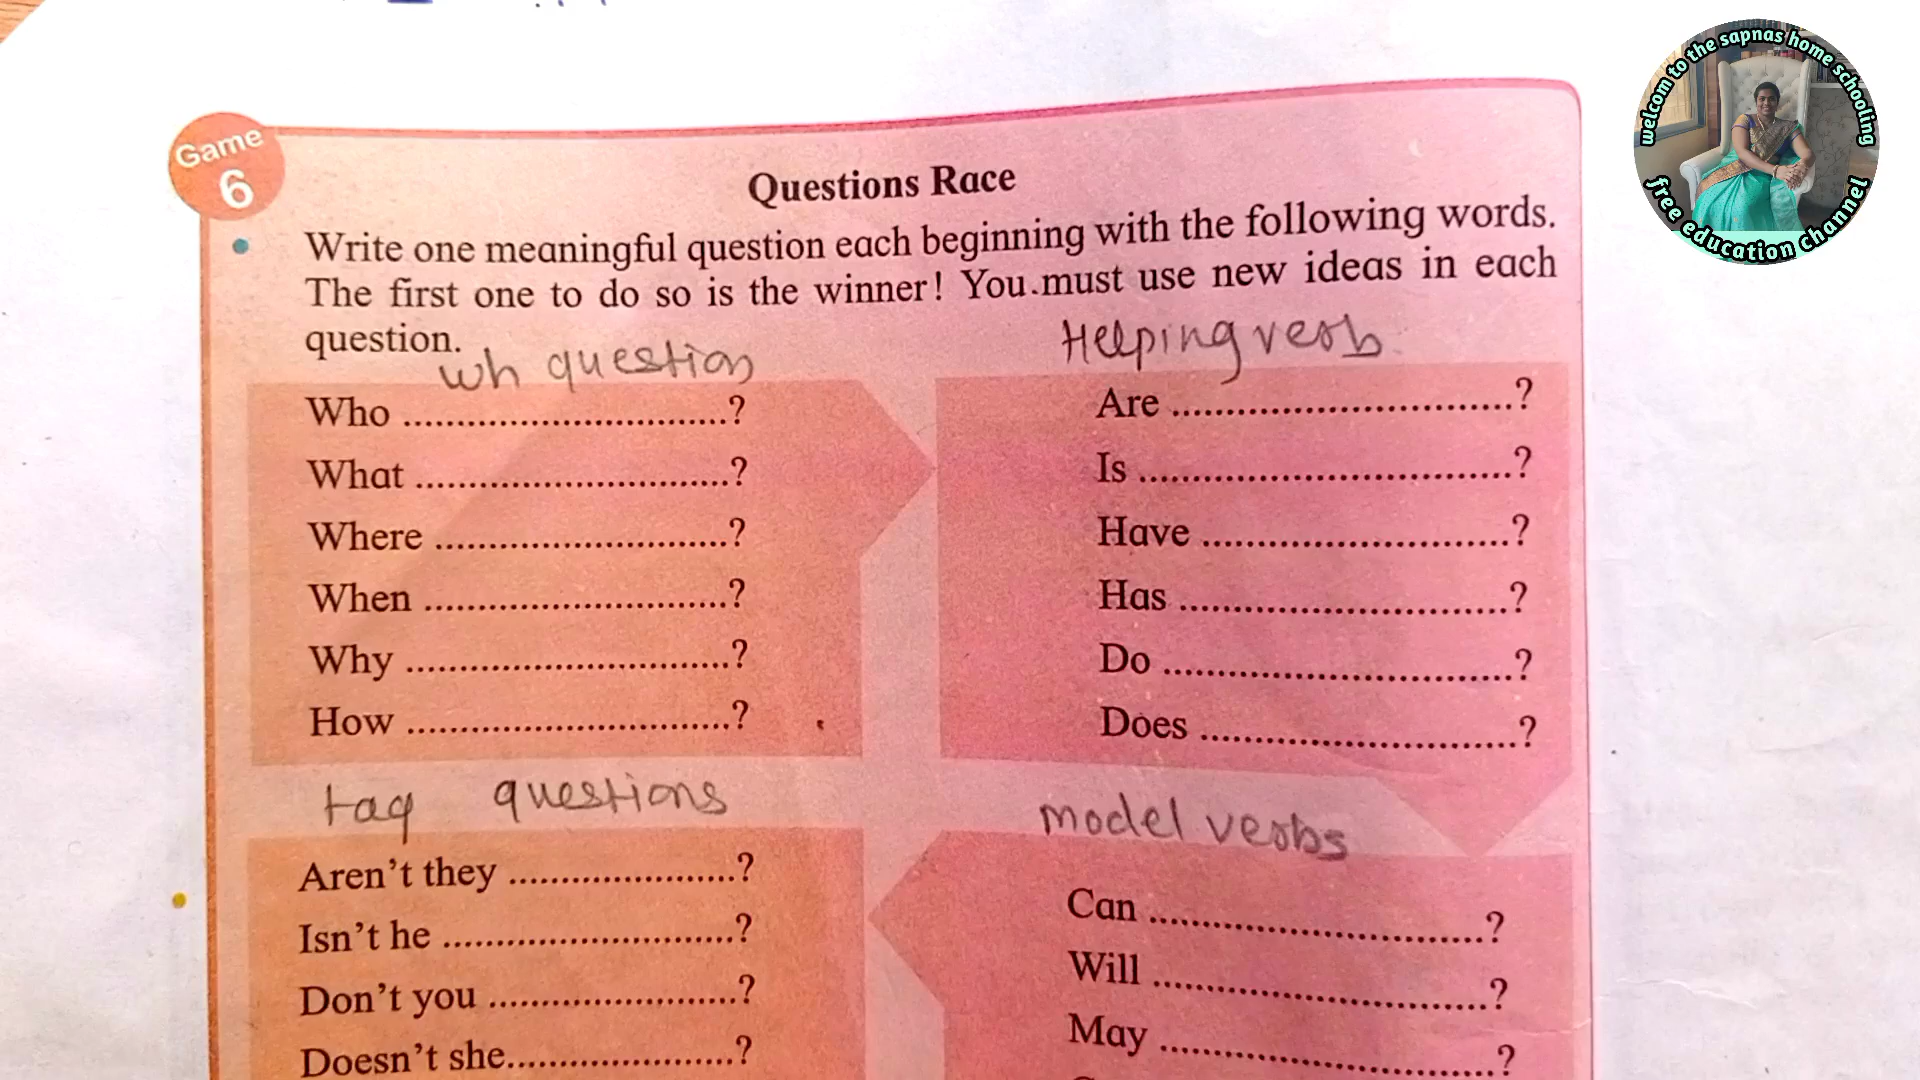 welcom to the sapnas home schooling
free education channel
Game
6
Questions Race
• Write one meaningful question each beginning with the following words.
The first one to do so is the winner! You must use new ideas in each
question.
wh question
Who ..............................?
What .............................?
Where ...........................?
When ............................?
Why ..............................?
How ..............................?
Helping verb
Are ................................?
Is ...................................?
Have .............................?
Has ...............................?
Do .................................?
Does ..............................?
taq questions
Aren't they .....................?
Isn't he ...........................?
Don't you .......................?
Doesn't she.....................?
model verbs
Can ...............................?
Will ................................?
May ................................?